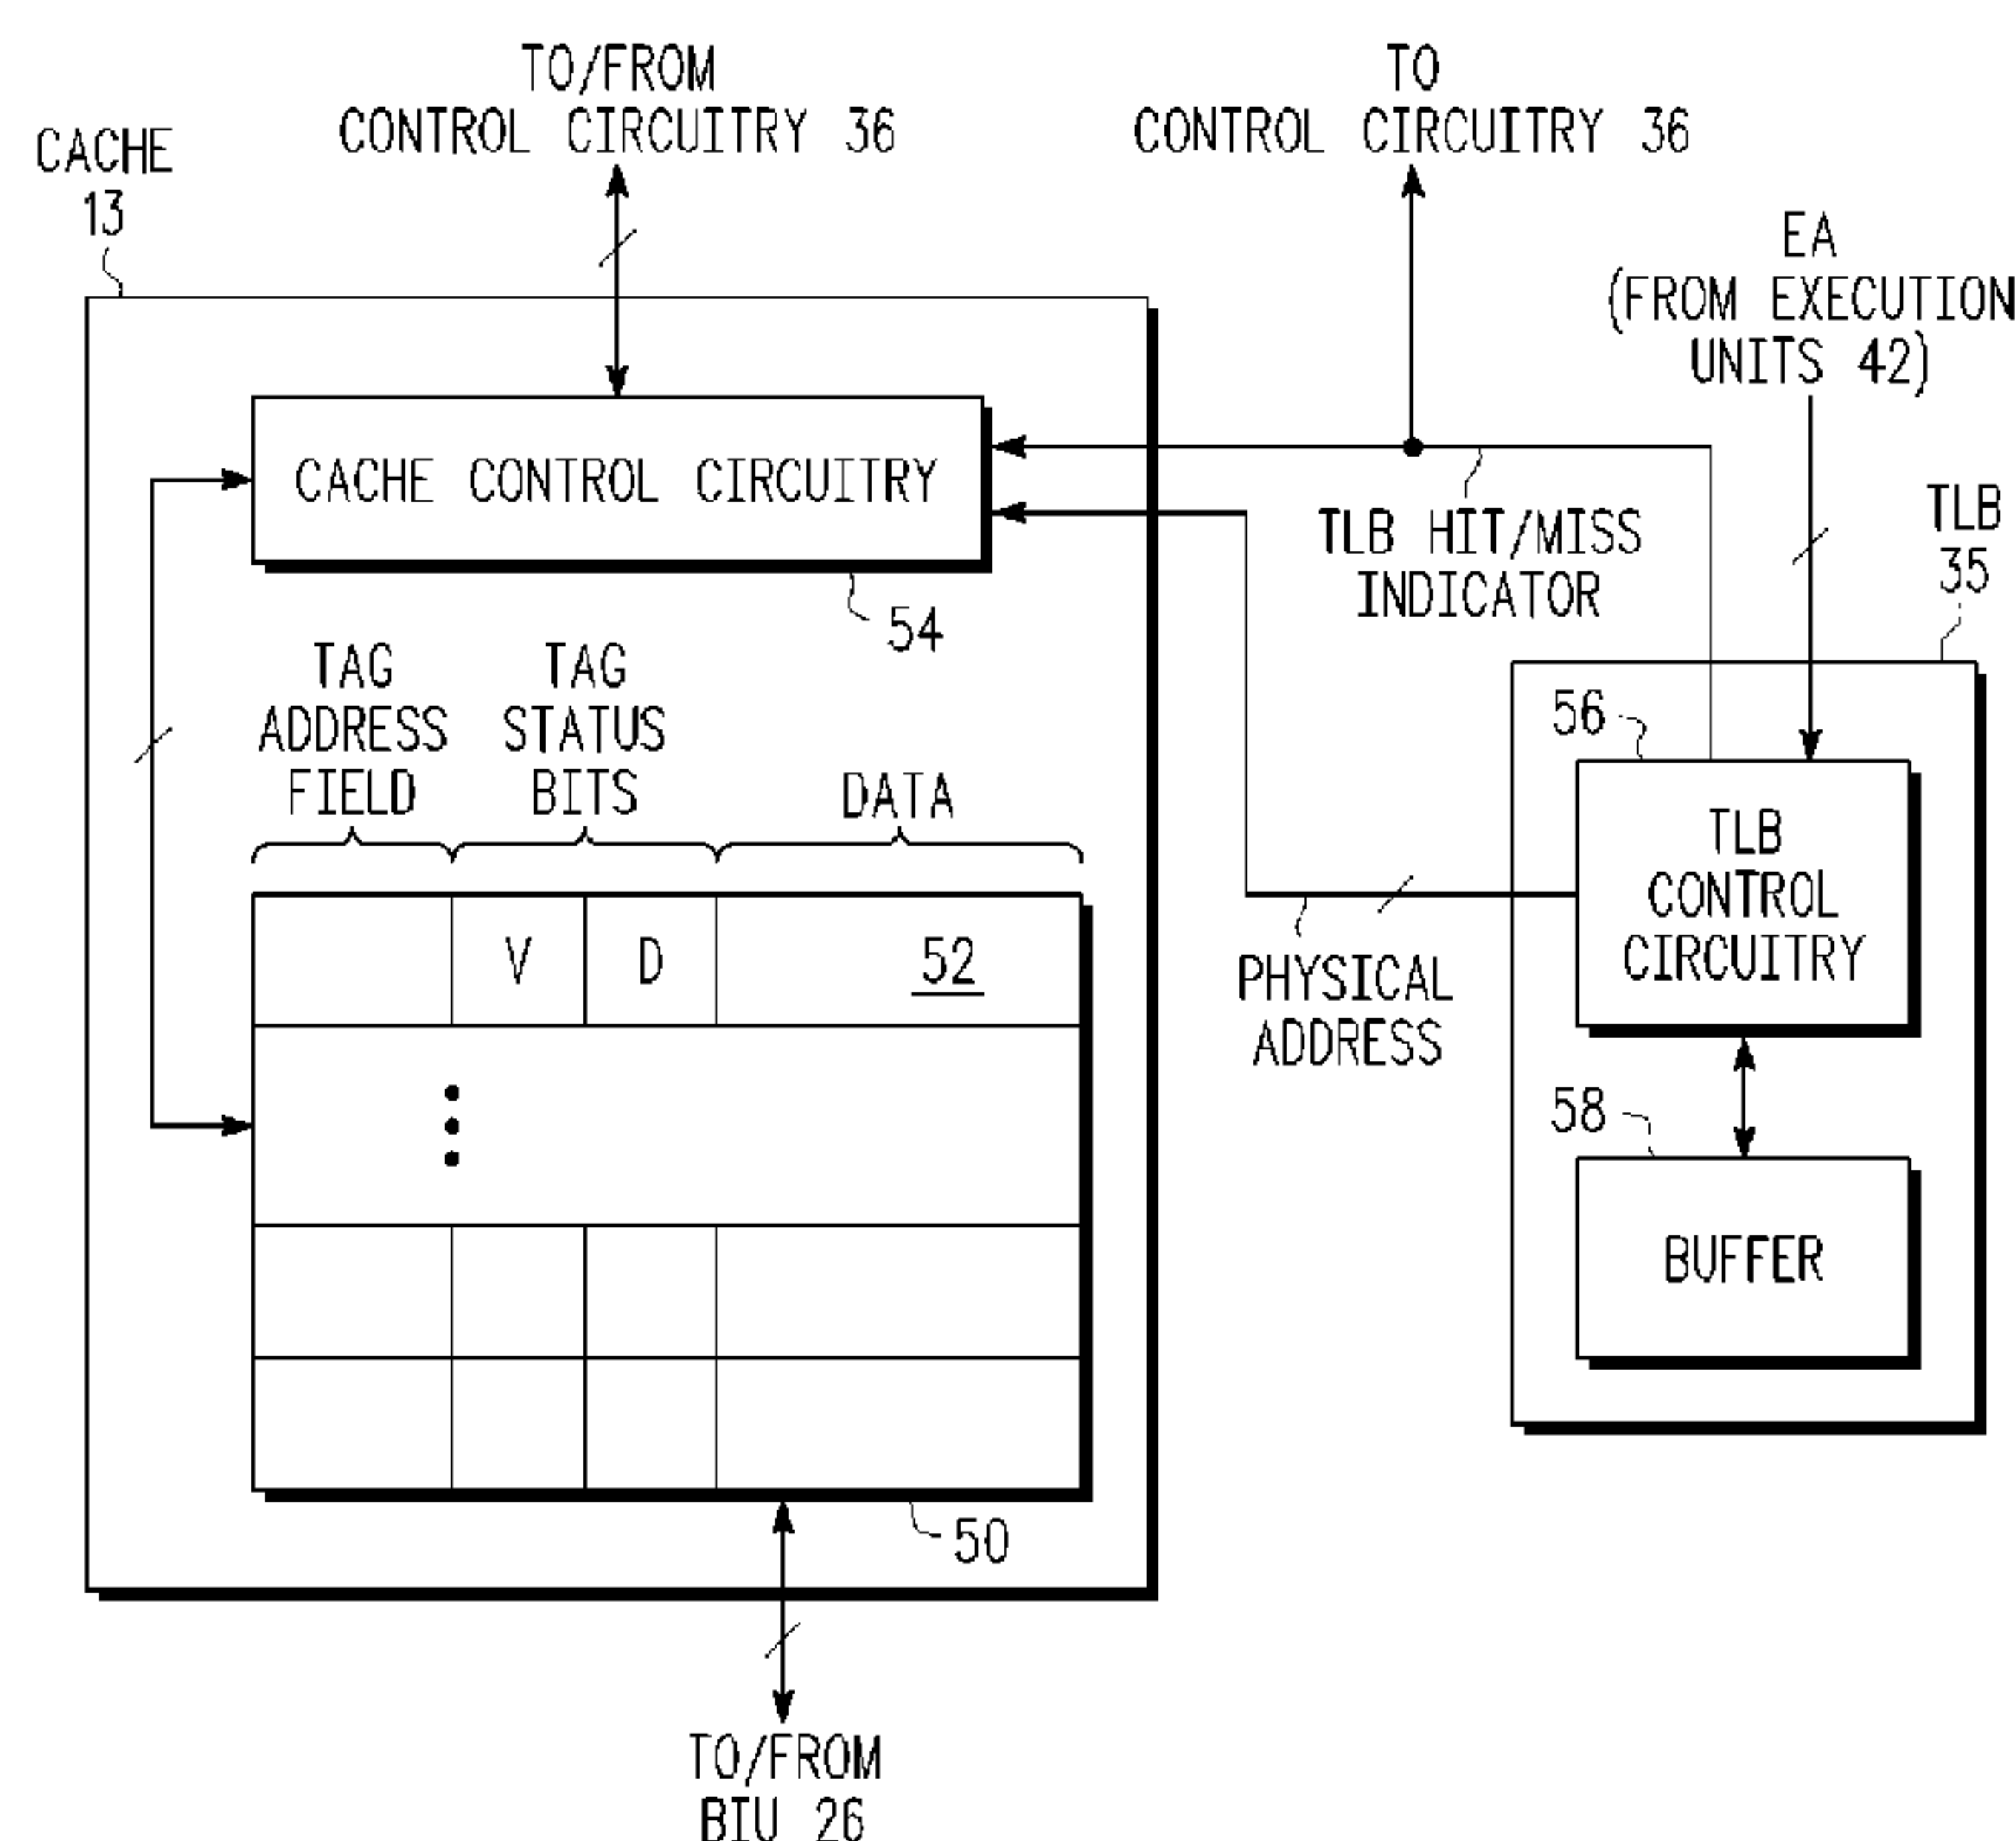 TO/FROM
CONTROL CIRCUITRY 36
TO
CONTROL CIRCUITRY 36
CACHE
13
EA
(FROM EXECUTION
UNITS 42)
CACHE CONTROL CIRCUITRY
54
TLB HIT/MISS
INDICATOR
TLB
35
TAG
ADDRESS
FIELD
TAG
STATUS
BITS
DATA
56
TLB
CONTROL
CIRCUITRY
V
D
52
PHYSICAL
ADDRESS
58
BUFFER
50
TO/FROM
BIU 26